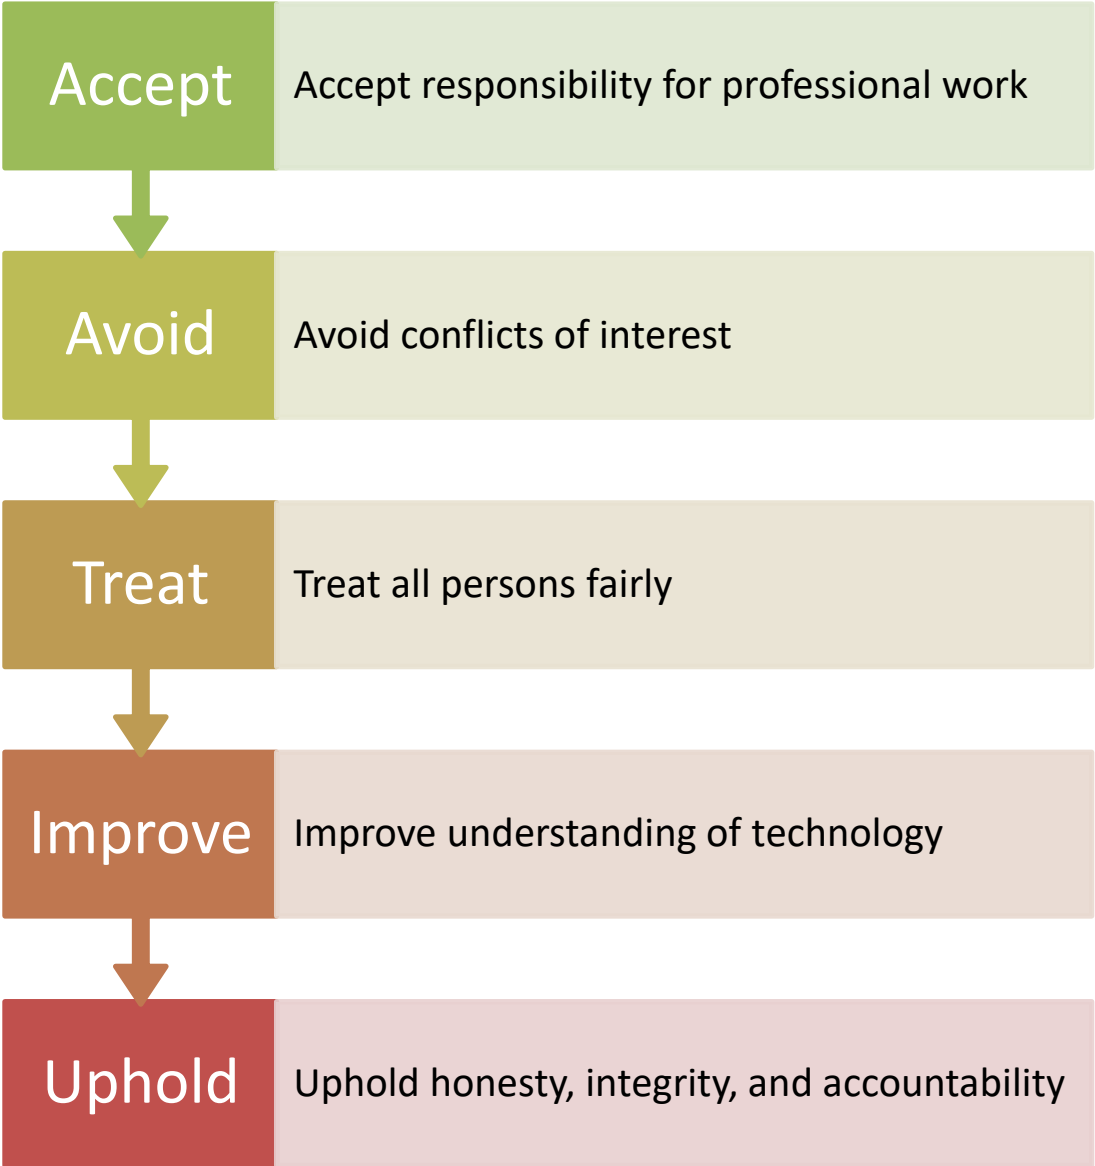 Accept
Accept responsibility for professional work
Avoid
Avoid conflicts of interest
Treat
Treat all persons fairly
Improve
Improve understanding of technology
Uphold
Uphold honesty, integrity, and accountability